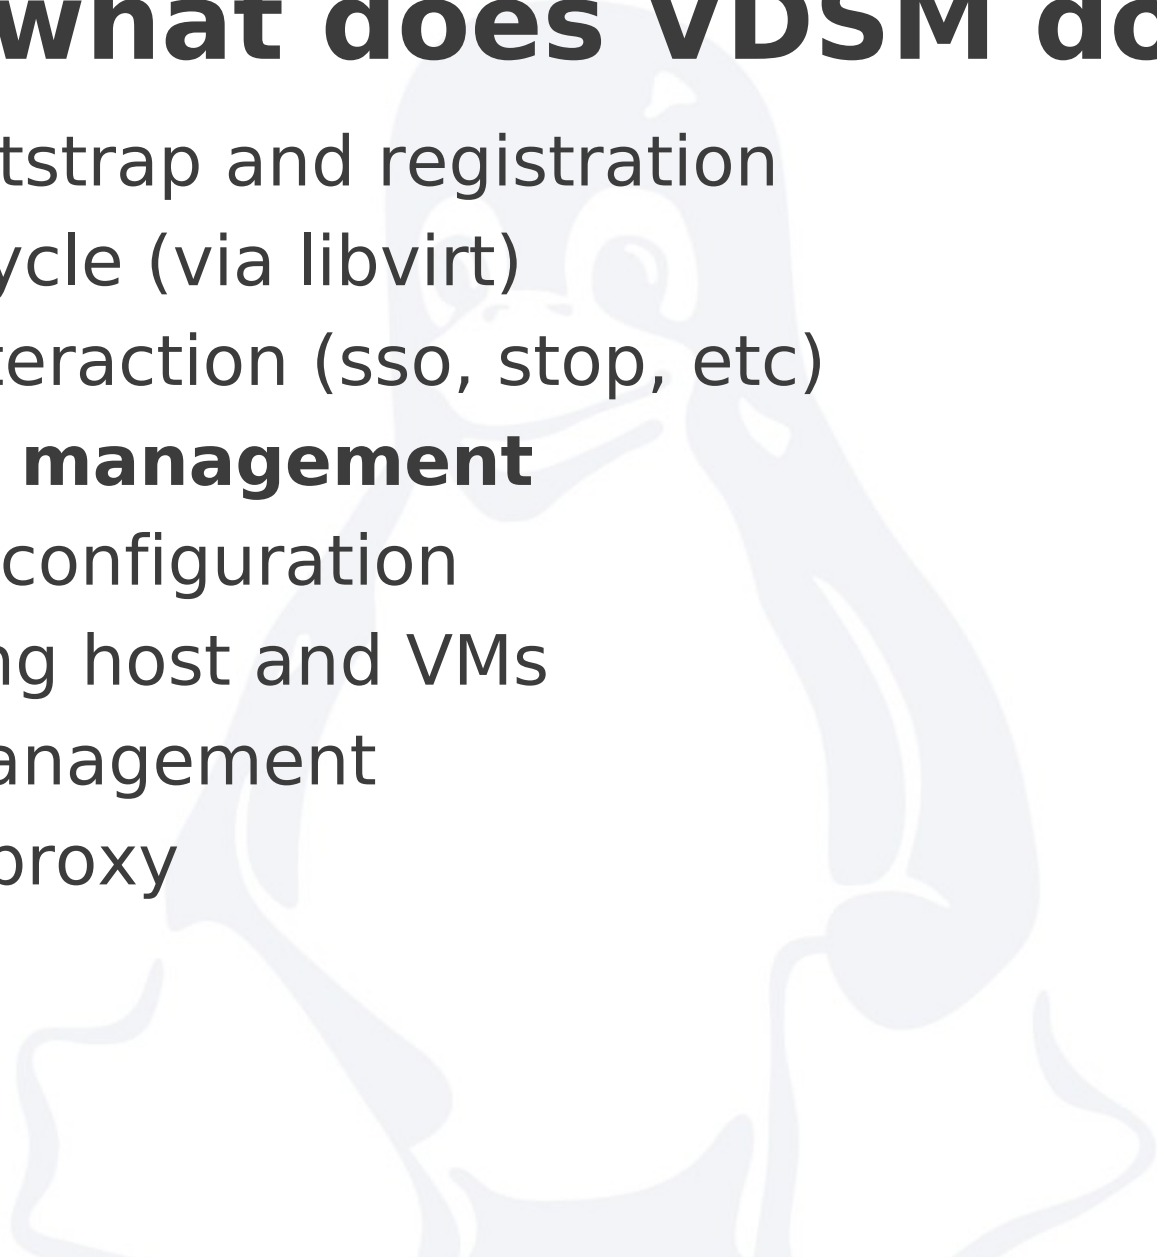 what does VDSM do
tstrap and registration
ycle (via libvirt)
teraction (sso, stop, etc)
management
configuration
ng host and VMs
anagement
proxy